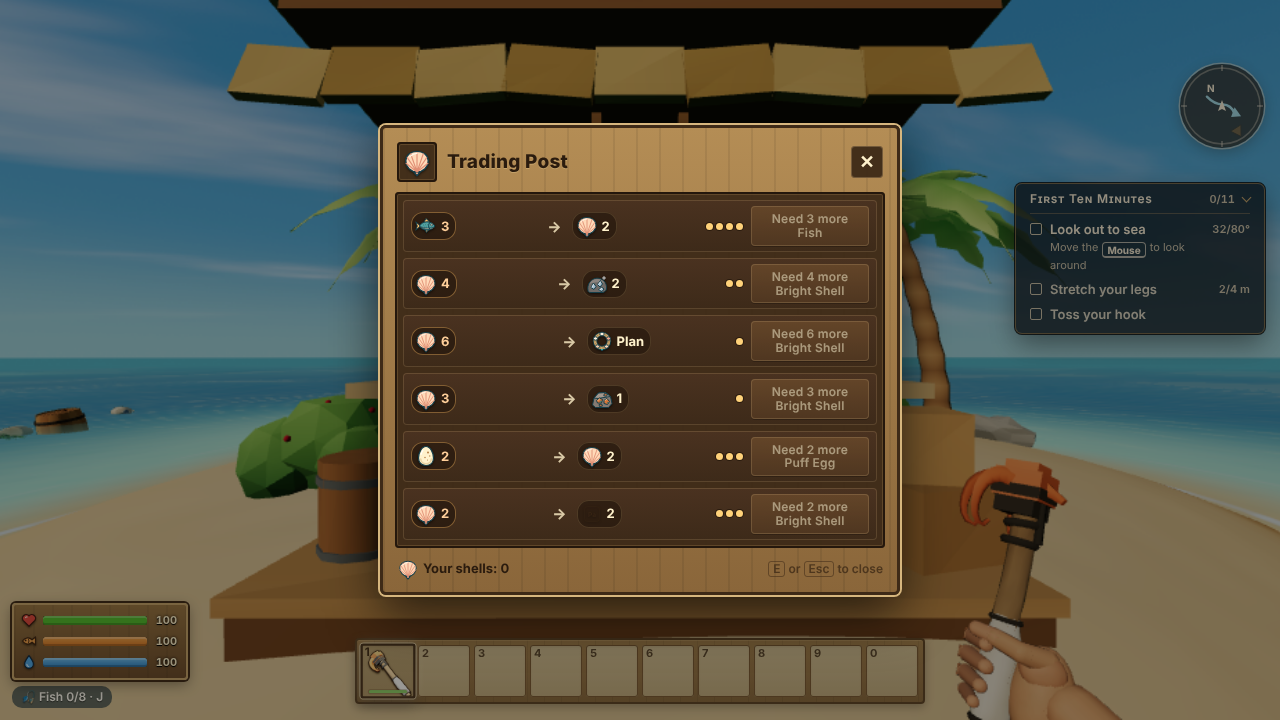 N
Trading Post
3
2
Need 3 more
Fish
4
2
Need 4 more
Bright Shell
6
Plan
Need 6 more
Bright Shell
3
1
Need 3 more
Bright Shell
2
2
Need 2 more
Puff Egg
2
2
Need 2 more
Bright Shell
Your shells: 0
E or Esc to close
First Ten Minutes 0/11
Look out to sea 32/80°
Move the Mouse to look
around
Stretch your legs 2/4 m
Toss your hook
100
100
100
Fish 0/8 · J
1 2 3 4 5 6 7 8 9 0